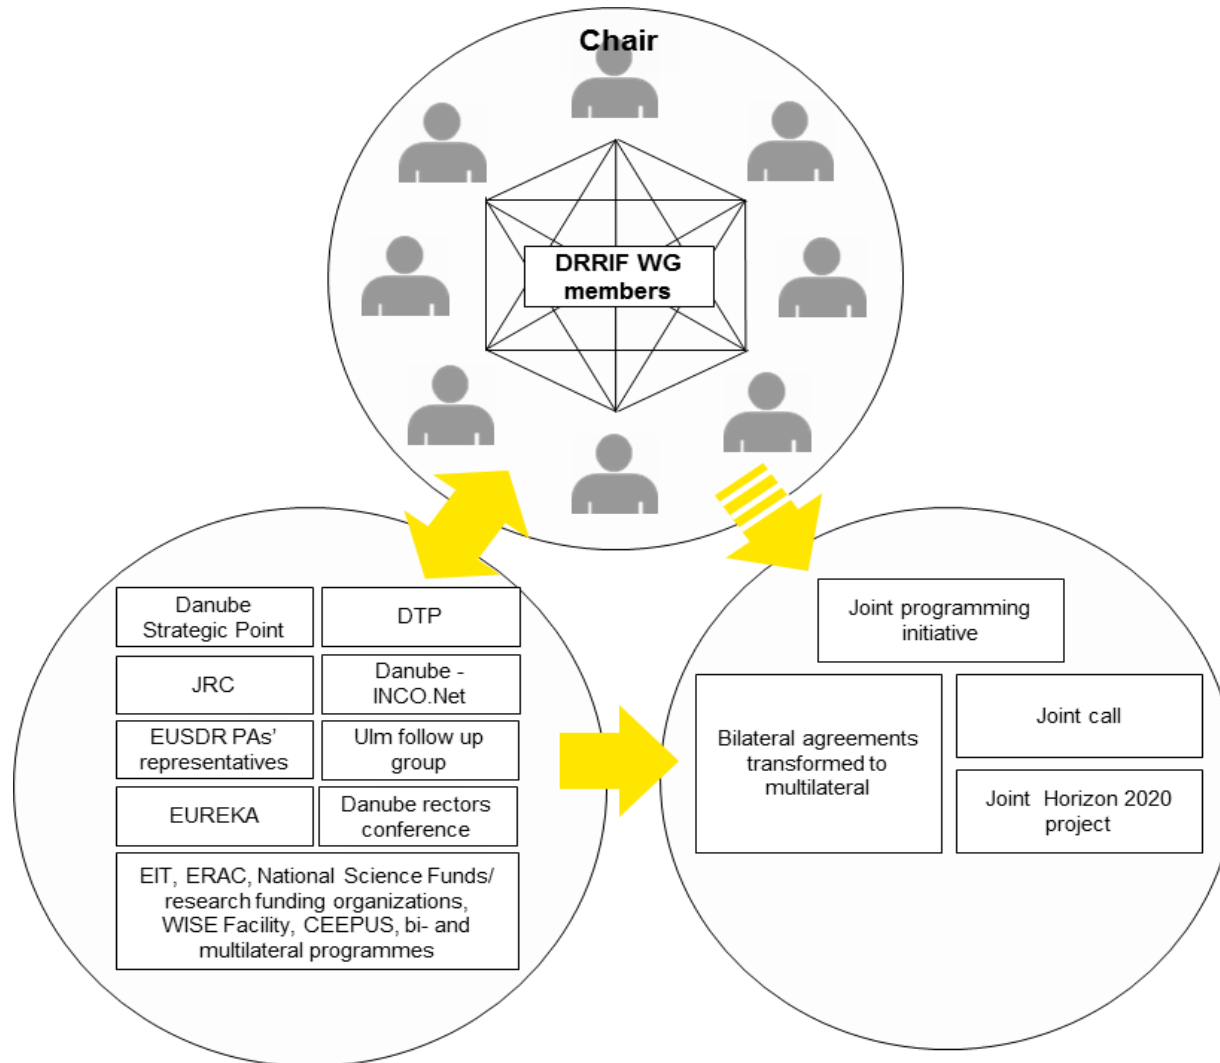 Chair
DRRIF WG
members
Danube
Strategic Point
DTP
JRC
Danube -
INCO.Net
EUSDR PAs’
representatives
Ulm follow up
group
EUREKA
Danube rectors
conference
EIT, ERAC, National Science Funds/
research funding organizations,
WISE Facility, CEEPUS, bi- and
multilateral programmes
Joint programming
initiative
Bilateral agreements
transformed to
multilateral
Joint call
Joint Horizon 2020
project